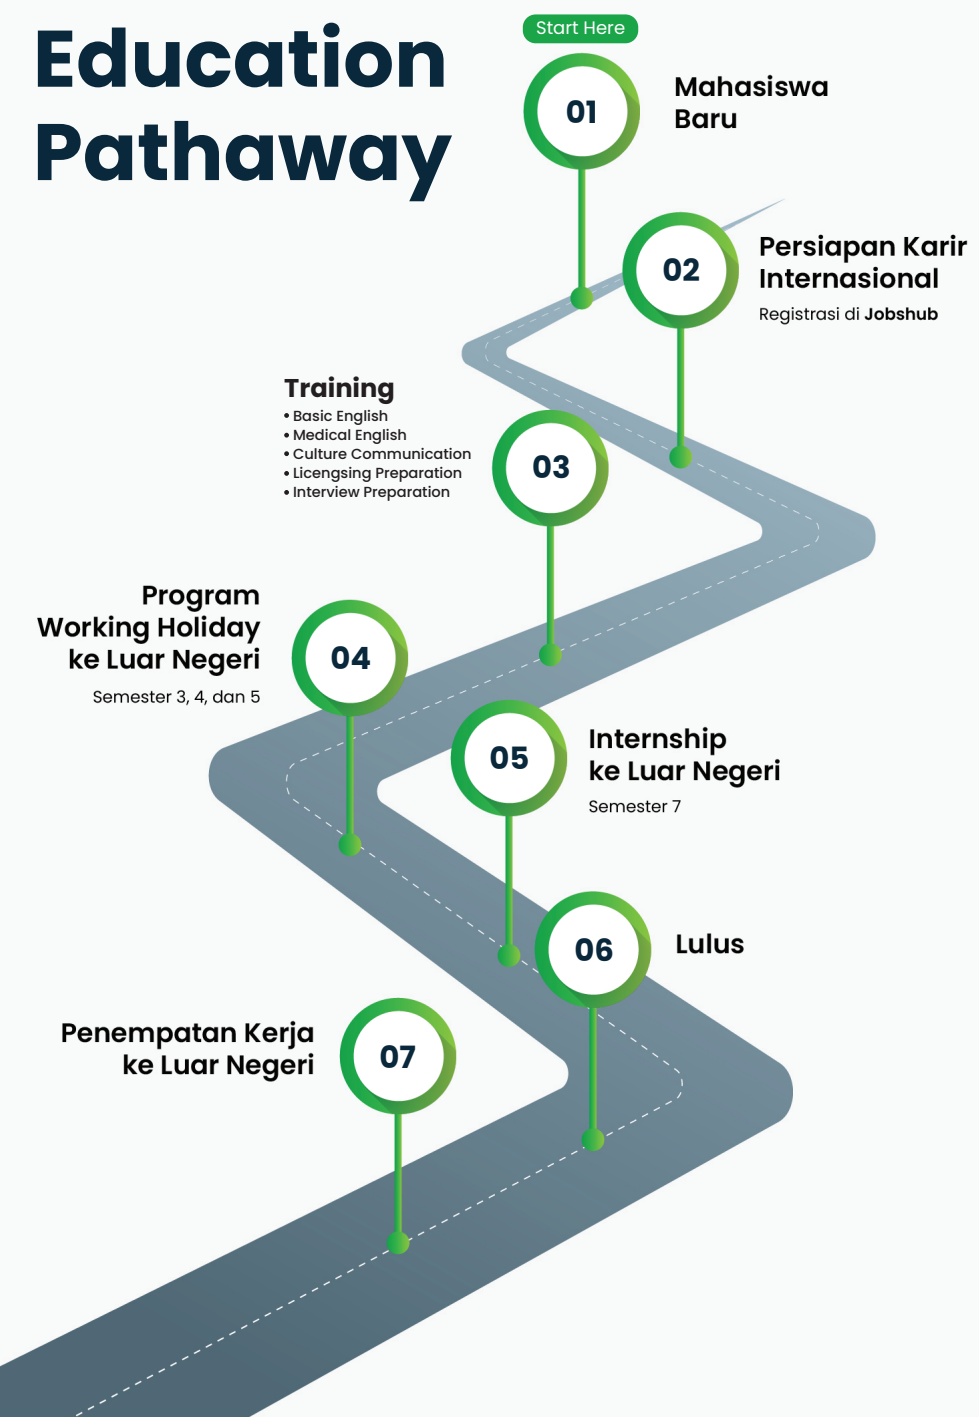 Education
Pathaway
Start Here
01
Mahasiswa
Baru
02
Persiapan Karir
Internasional
Registrasi di Jobshub
Training
• Basic English
• Medical English
• Culture Communication
• Licengsing Preparation
• Interview Preparation
03
Program
Working Holiday
ke Luar Negeri
Semester 3, 4, dan 5
04
05
Internship
ke Luar Negeri
Semester 7
06
Lulus
Penempatan Kerja
ke Luar Negeri
07